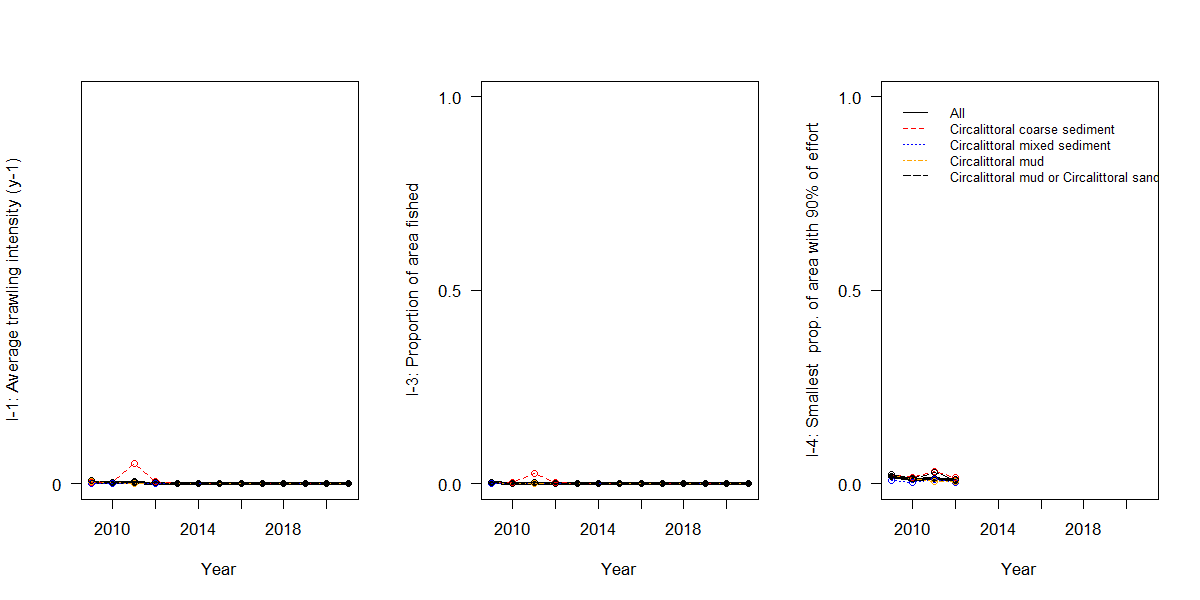 I-1: Average trawling intensity (y-1)
0
2010
2014
2018
Year
I-3: Proportion of area fished
1.0
0.5
0.0
2010
2014
2018
Year
I-4: Smallest  prop. of area with 90% of effort
1.0
0.5
0.0
All
Circalittoral coarse sediment
Circalittoral mixed sediment
Circalittoral mud
Circalittoral mud or Circalittoral sand
2010
2014
2018
Year